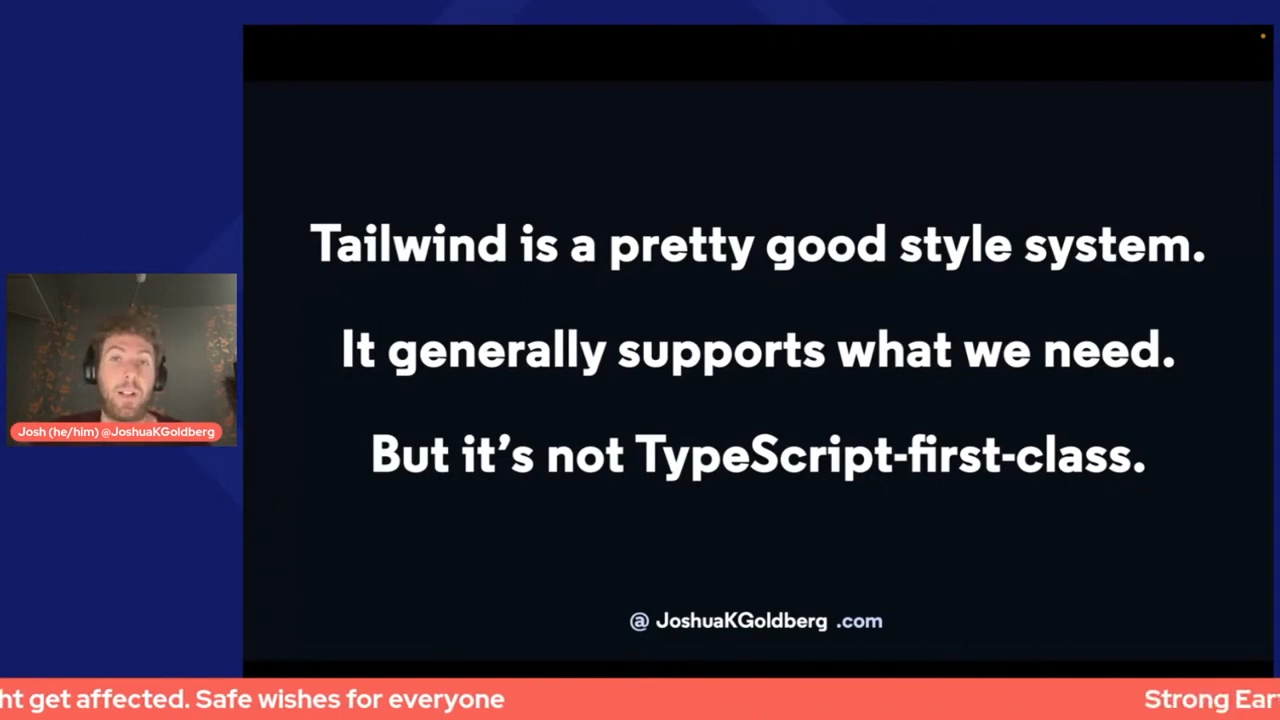 Tailwind is a pretty good style system.
It generally supports what we need.
But it's not TypeScript-first-class.
@ JoshuaKGoldberg .com
Josh (he/him) @JoshuaKGoldberg
ht get affected. Safe wishes for everyone
Strong Ear